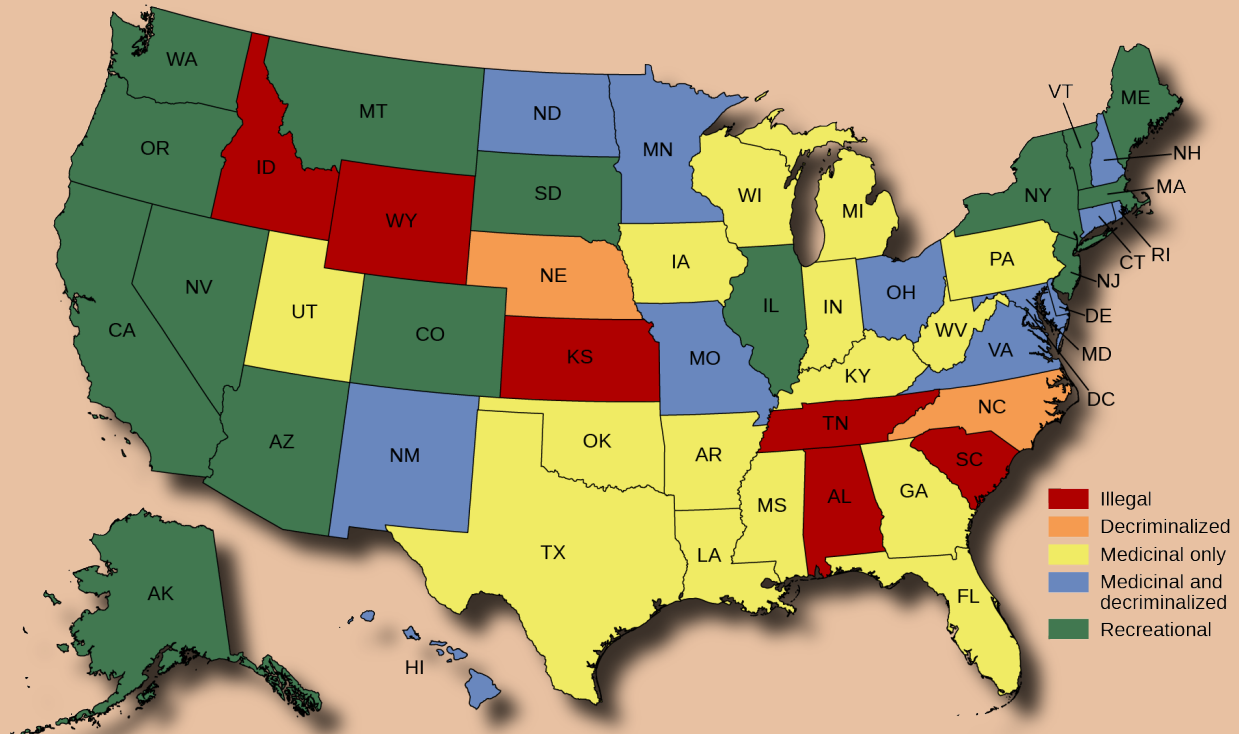 WA
MT
ND
MN
VT
ME
OR
ID
SD
WI
MI
NY
NH
MA
WY
NE
IA
PA
CT
RI
NV
UT
CO
IL
IN
OH
NJ
CA
KS
MO
WV
VA
DE
MD
KY
DC
AZ
NM
OK
AR
TN
NC
SC
TX
LA
MS
AL
GA
FL
AK
HI
Illegal
Decriminalized
Medicinal only
Medicinal and
decriminalized
Recreational